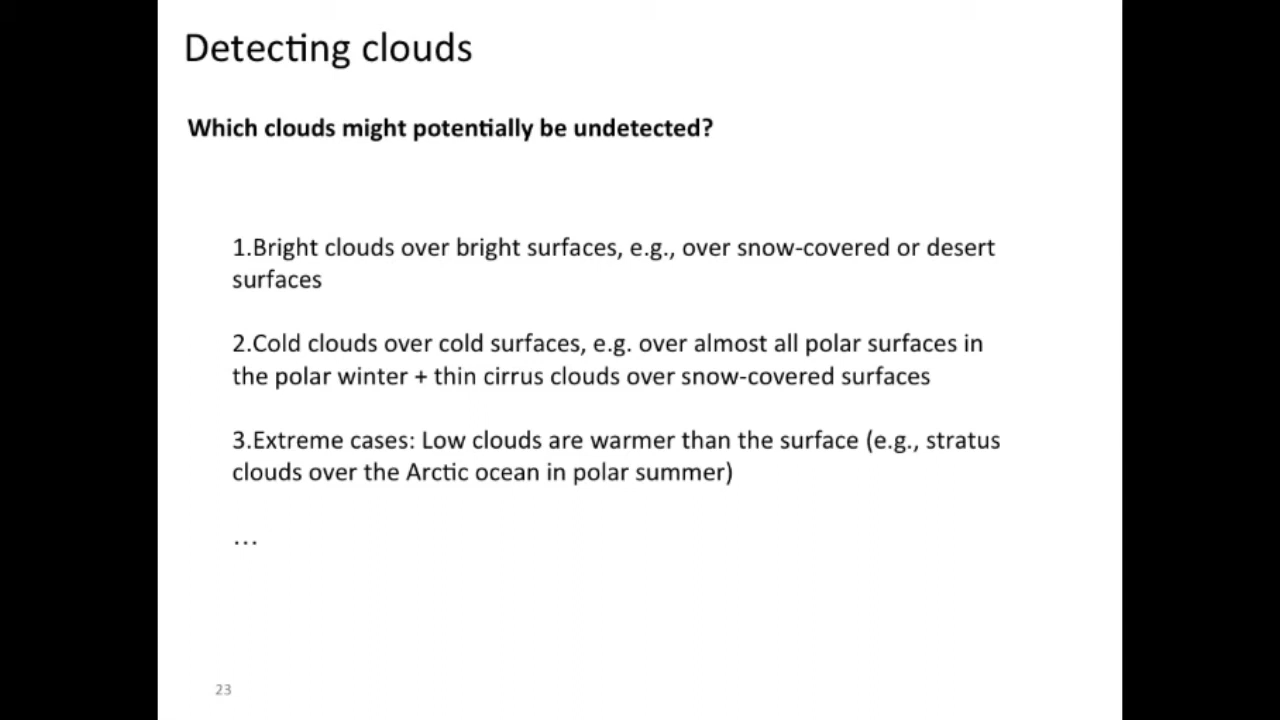 Detecting clouds
Which clouds might potentially be undetected?
1.Bright clouds over bright surfaces, e.g., over snow-covered or desert
surfaces
2.Cold clouds over cold surfaces, e.g. over almost all polar surfaces in
the polar winter + thin cirrus clouds over snow-covered surfaces
3.Extreme cases: Low clouds are warmer than the surface (e.g., stratus
clouds over the Arctic ocean in polar summer)
...
23